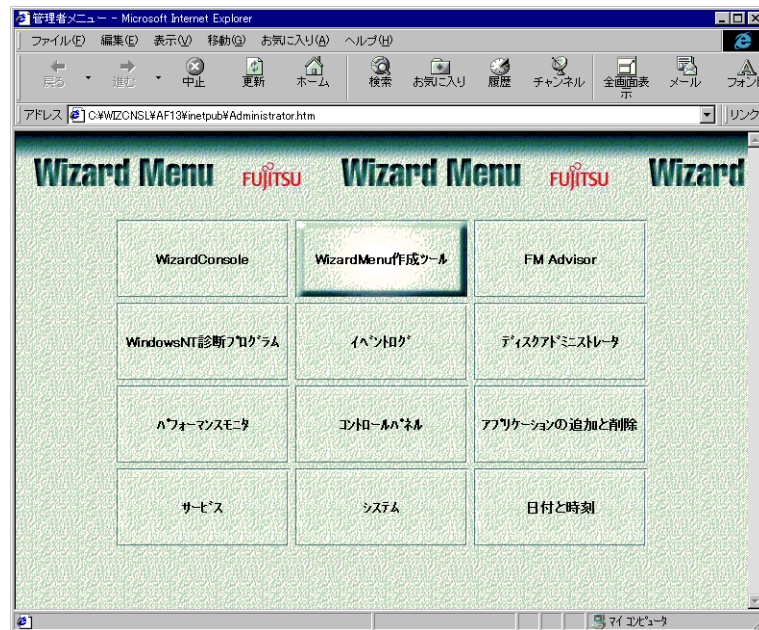 管理者メニュー - Microsoft Internet Explorer
ファイル(F) 編集(E) 表示(V) 移動(G) お気に入り(A) ヘルプ(H)
戻る 進む 中止 更新 ホーム 検索 お気に入り 履歴 チャンネル 全画面表示 メール フォント
アドレス C:¥WIZCNSL¥AF13¥inetpub¥Administrator.htm リンク
Wizard Menu FUJITSU Wizard Menu FUJITSU Wizard
WizardConsole WizardMenu作成ﾂｰﾙ FM Advisor
WindowsNT診断ﾌﾟﾛｸﾞﾗﾑ ｲﾍﾞﾝﾄﾛｸﾞ ﾃﾞｨｽｸｱﾄﾞﾐﾆｽﾄﾚｰﾀ
ﾊﾟﾌｫｰﾏﾝｽﾓﾆﾀ ｺﾝﾄﾛｰﾙﾊﾟﾈﾙ ｱﾌﾟﾘｹｰｼｮﾝの追加と削除
ｻｰﾋﾞｽ ｼｽﾃﾑ 日付と時刻
ﾏｲ ｺﾝﾋﾟｭｰﾀ